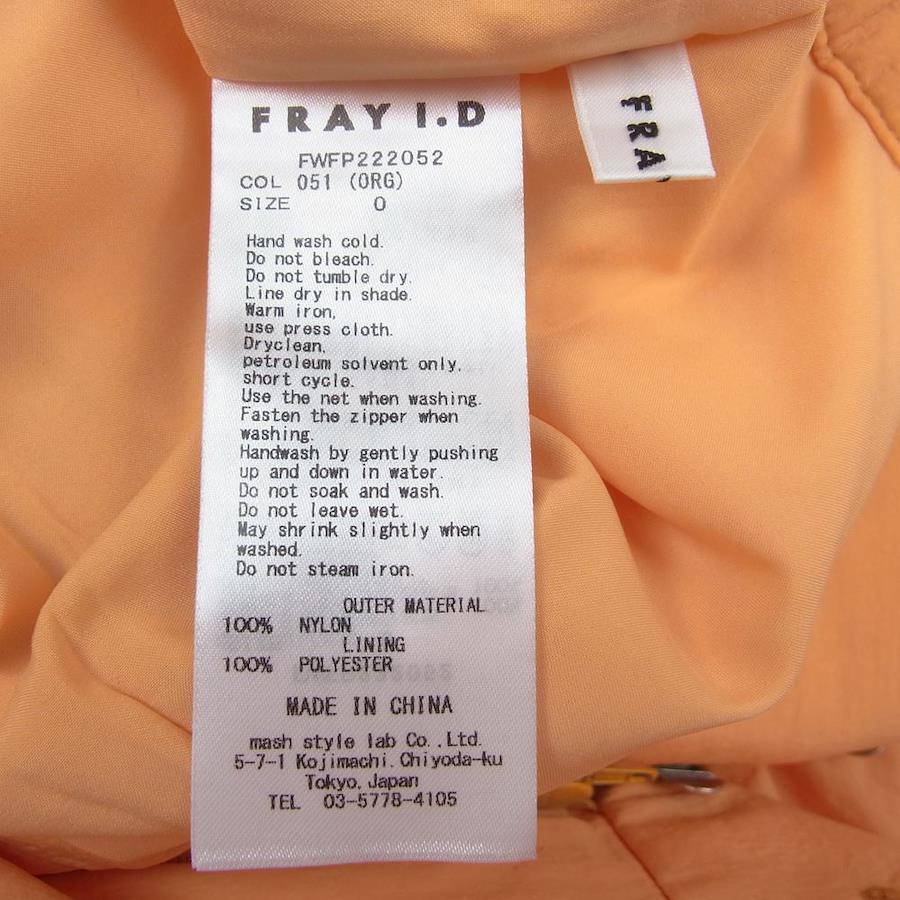 FRAY I.D
FWFP222052
COL 051 (ORG)
SIZE 0
Hand wash cold.
Do not bleach.
Do not tumble dry.
Line dry in shade.
Warm iron,
use press cloth.
Dryclean,
petroleum solvent only,
short cycle.
Use the net when washing.
Fasten the zipper when
washing.
Handwash by gently pushing
up and down in water.
Do not soak and wash.
Do not leave wet.
May shrink slightly when
washed.
Do not steam iron.
OUTER MATERIAL
100% NYLON
LINING
100% POLYESTER
MADE IN CHINA
mash style lab Co.,Ltd.
5-7-1 Kojimachi.Chiyoda-ku
Tokyo,Japan
TEL 03-5778-4105
FRA